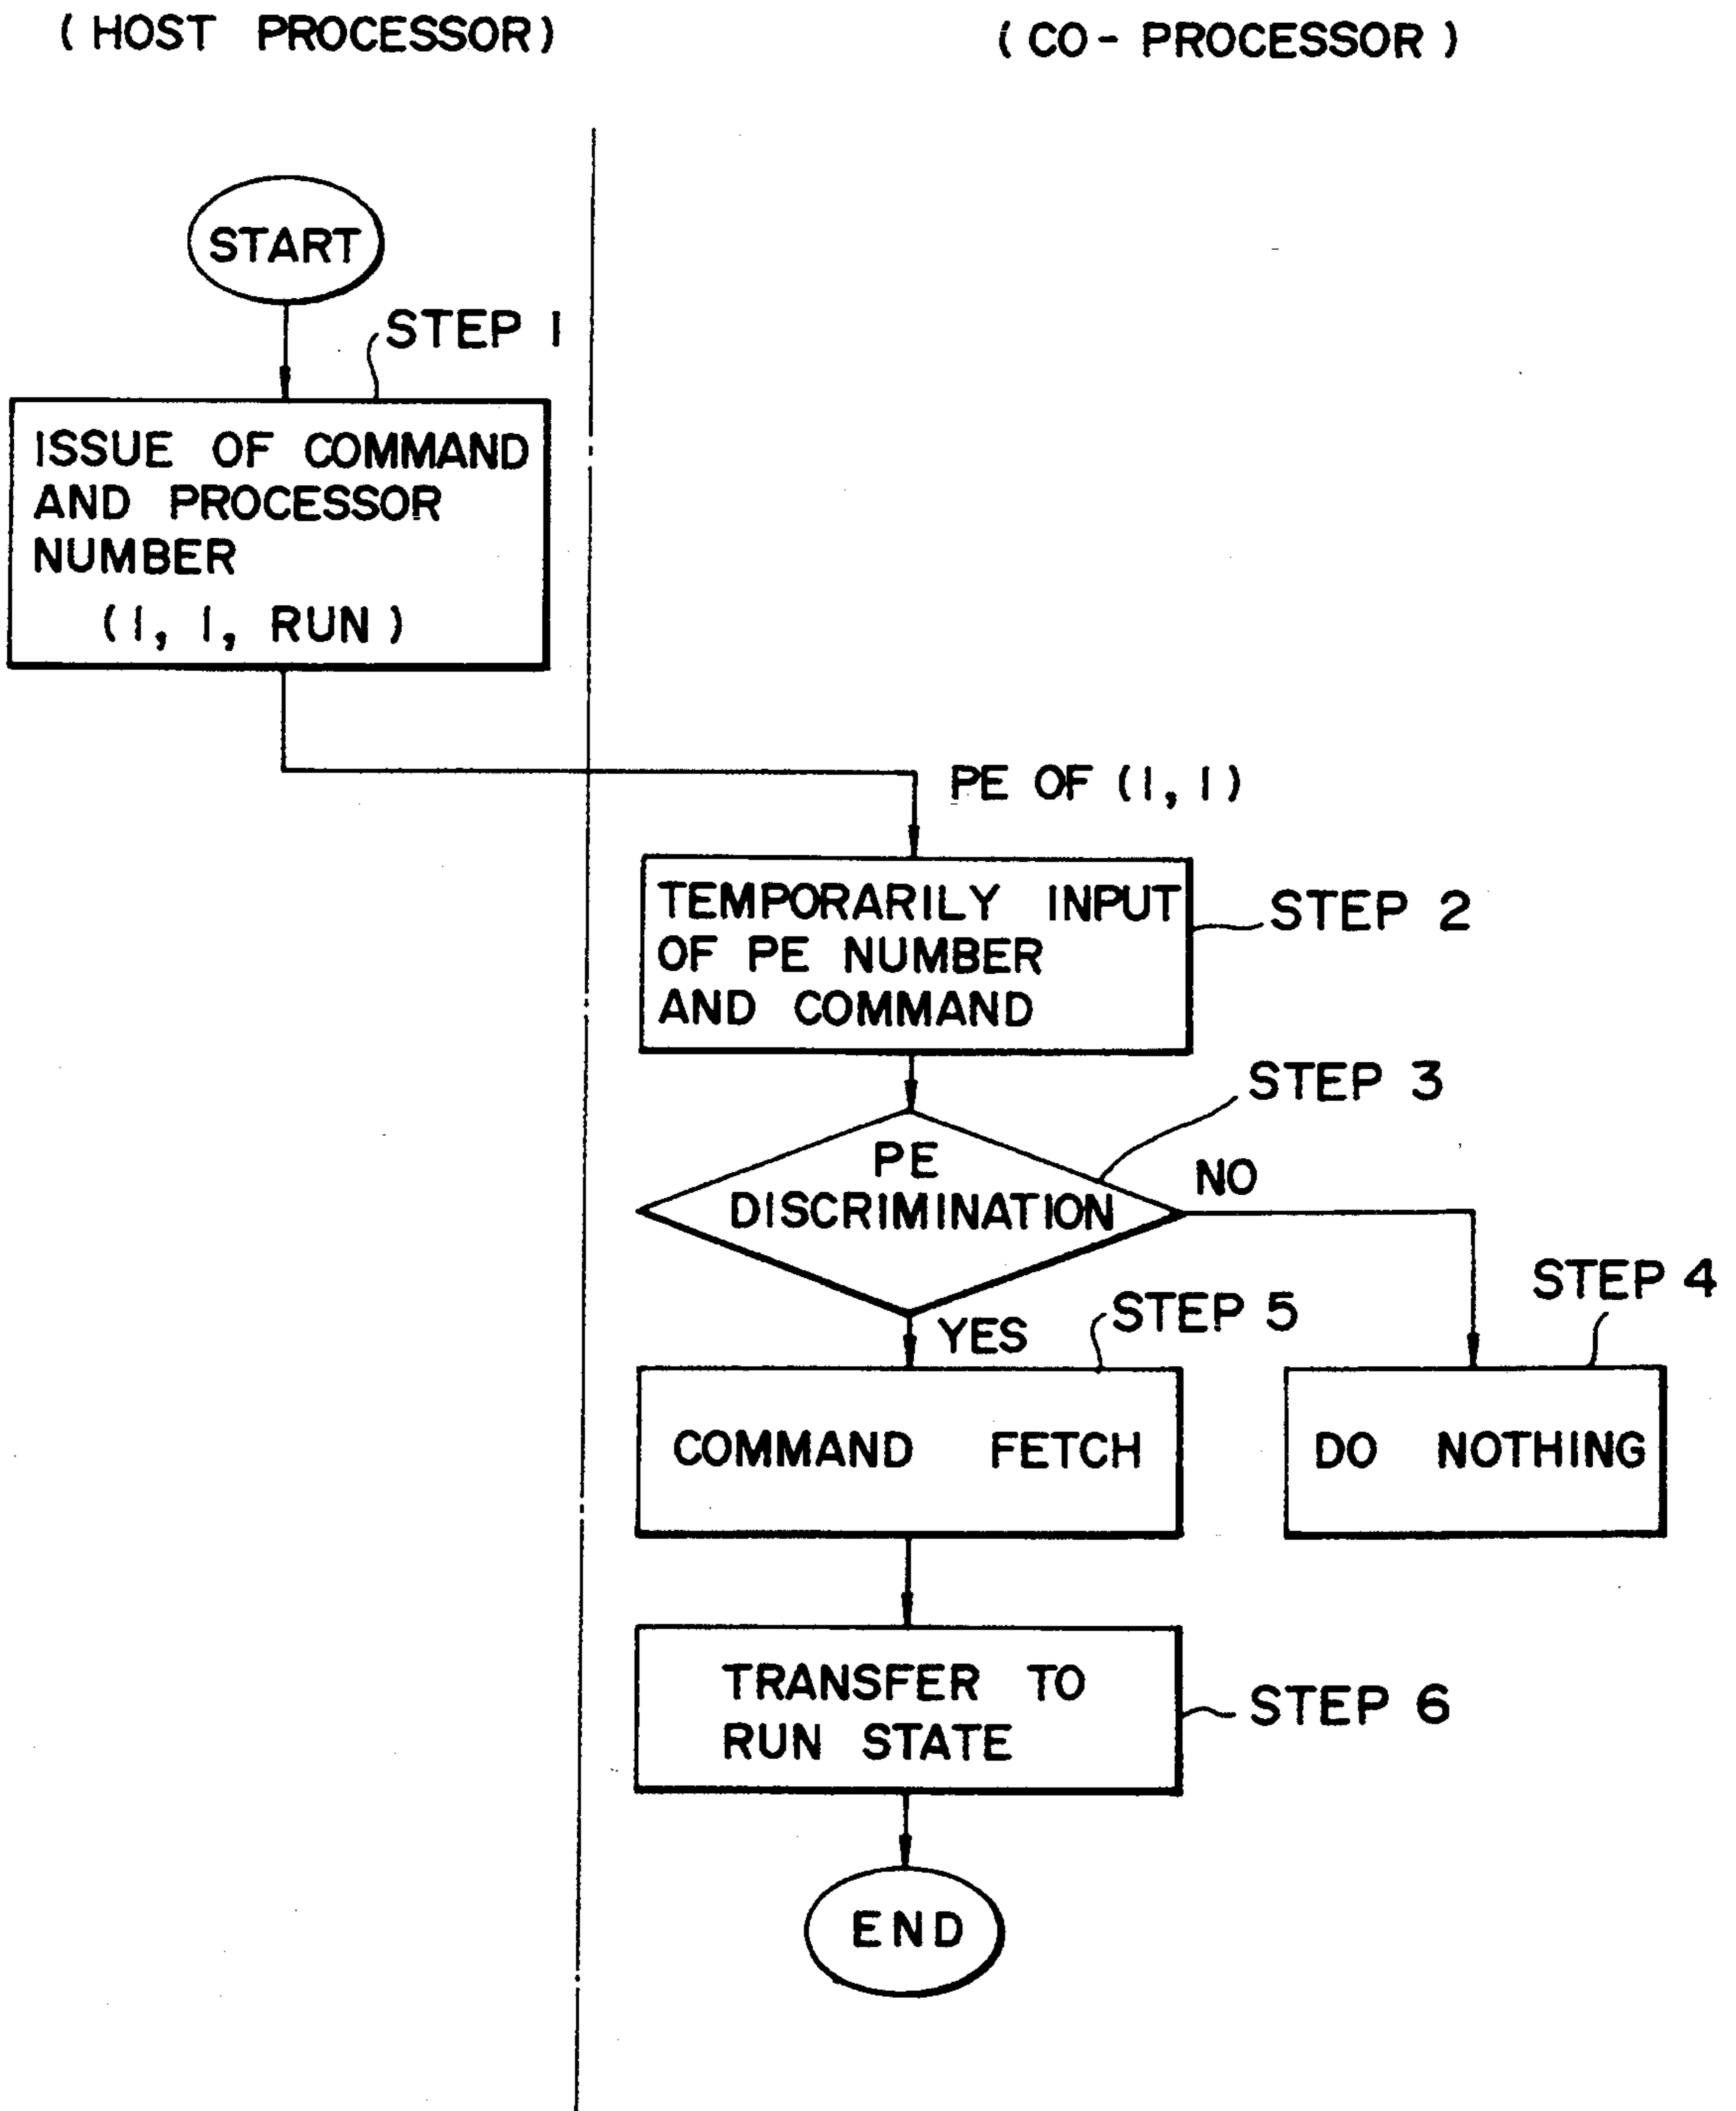 ( HOST PROCESSOR )
( CO - PROCESSOR )
START
STEP 1
ISSUE OF COMMAND
AND PROCESSOR
NUMBER
( 1, 1, RUN )
PE OF ( 1, 1 )
TEMPORARILY INPUT
OF PE NUMBER
AND COMMAND
STEP 2
STEP 3
PE
DISCRIMINATION
NO
STEP 4
YES
STEP 5
COMMAND FETCH
DO NOTHING
TRANSFER TO
RUN STATE
STEP 6
END